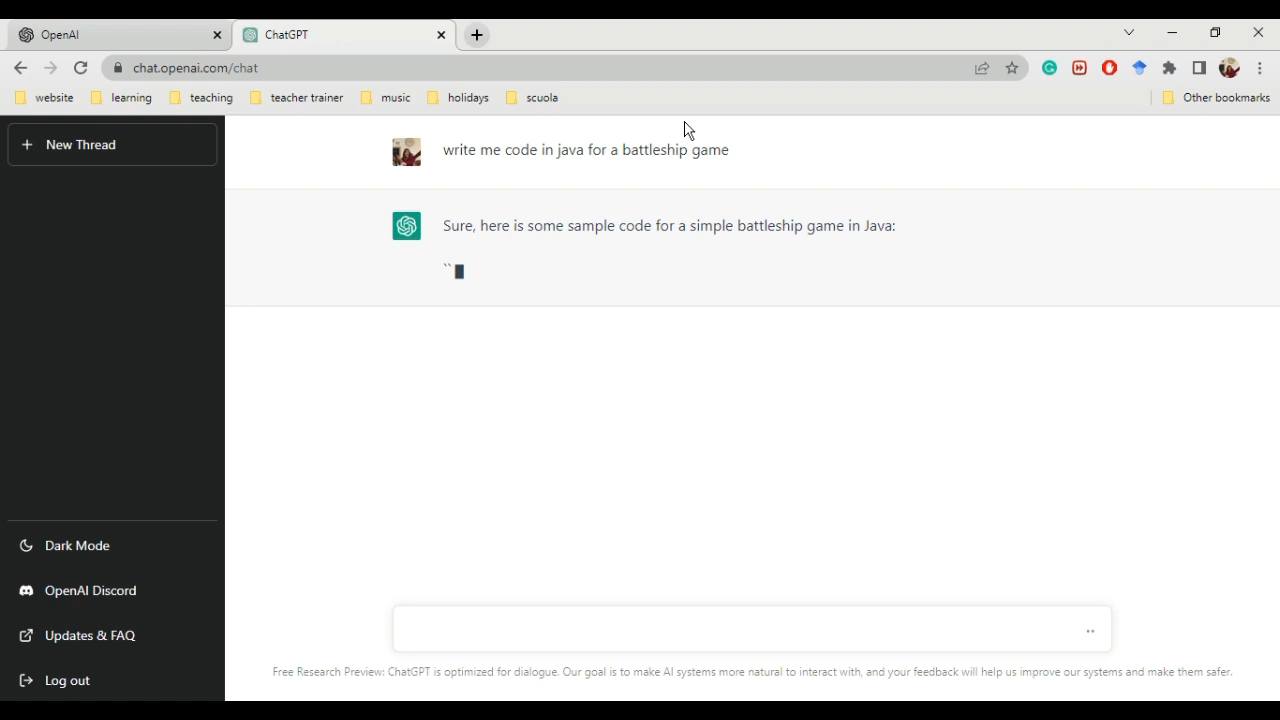 OpenAI
ChatGPT
chat.openai.com/chat
website
learning
teaching
teacher trainer
music
holidays
scuola
Other bookmarks
+ New Thread
write me code in java for a battleship game
Sure, here is some sample code for a simple battleship game in Java:
``
Dark Mode
OpenAI Discord
Updates & FAQ
Log out
Free Research Preview: ChatGPT is optimized for dialogue. Our goal is to make AI systems more natural to interact with, and your feedback will help us improve our systems and make them safer.